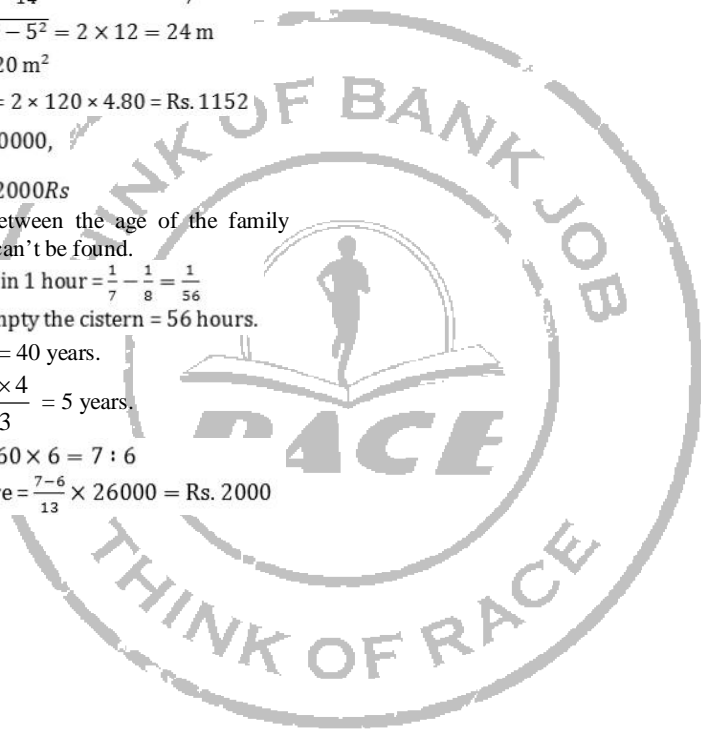 14
− 5² = 2 × 12 = 24 m
20 m²
= 2 × 120 × 4.80 = Rs. 1152
0000,
2000Rs
etween the age of the family
can't be found.
in 1 hour = 1/7 − 1/8 = 1/56
mpty the cistern = 56 hours.
= 40 years.
× 4 / 3 = 5 years.
60 × 6 = 7 : 6
re = 7−6/13 × 26000 = Rs. 2000
THINK OF BANK JOB
RACE
THINK OF RACE